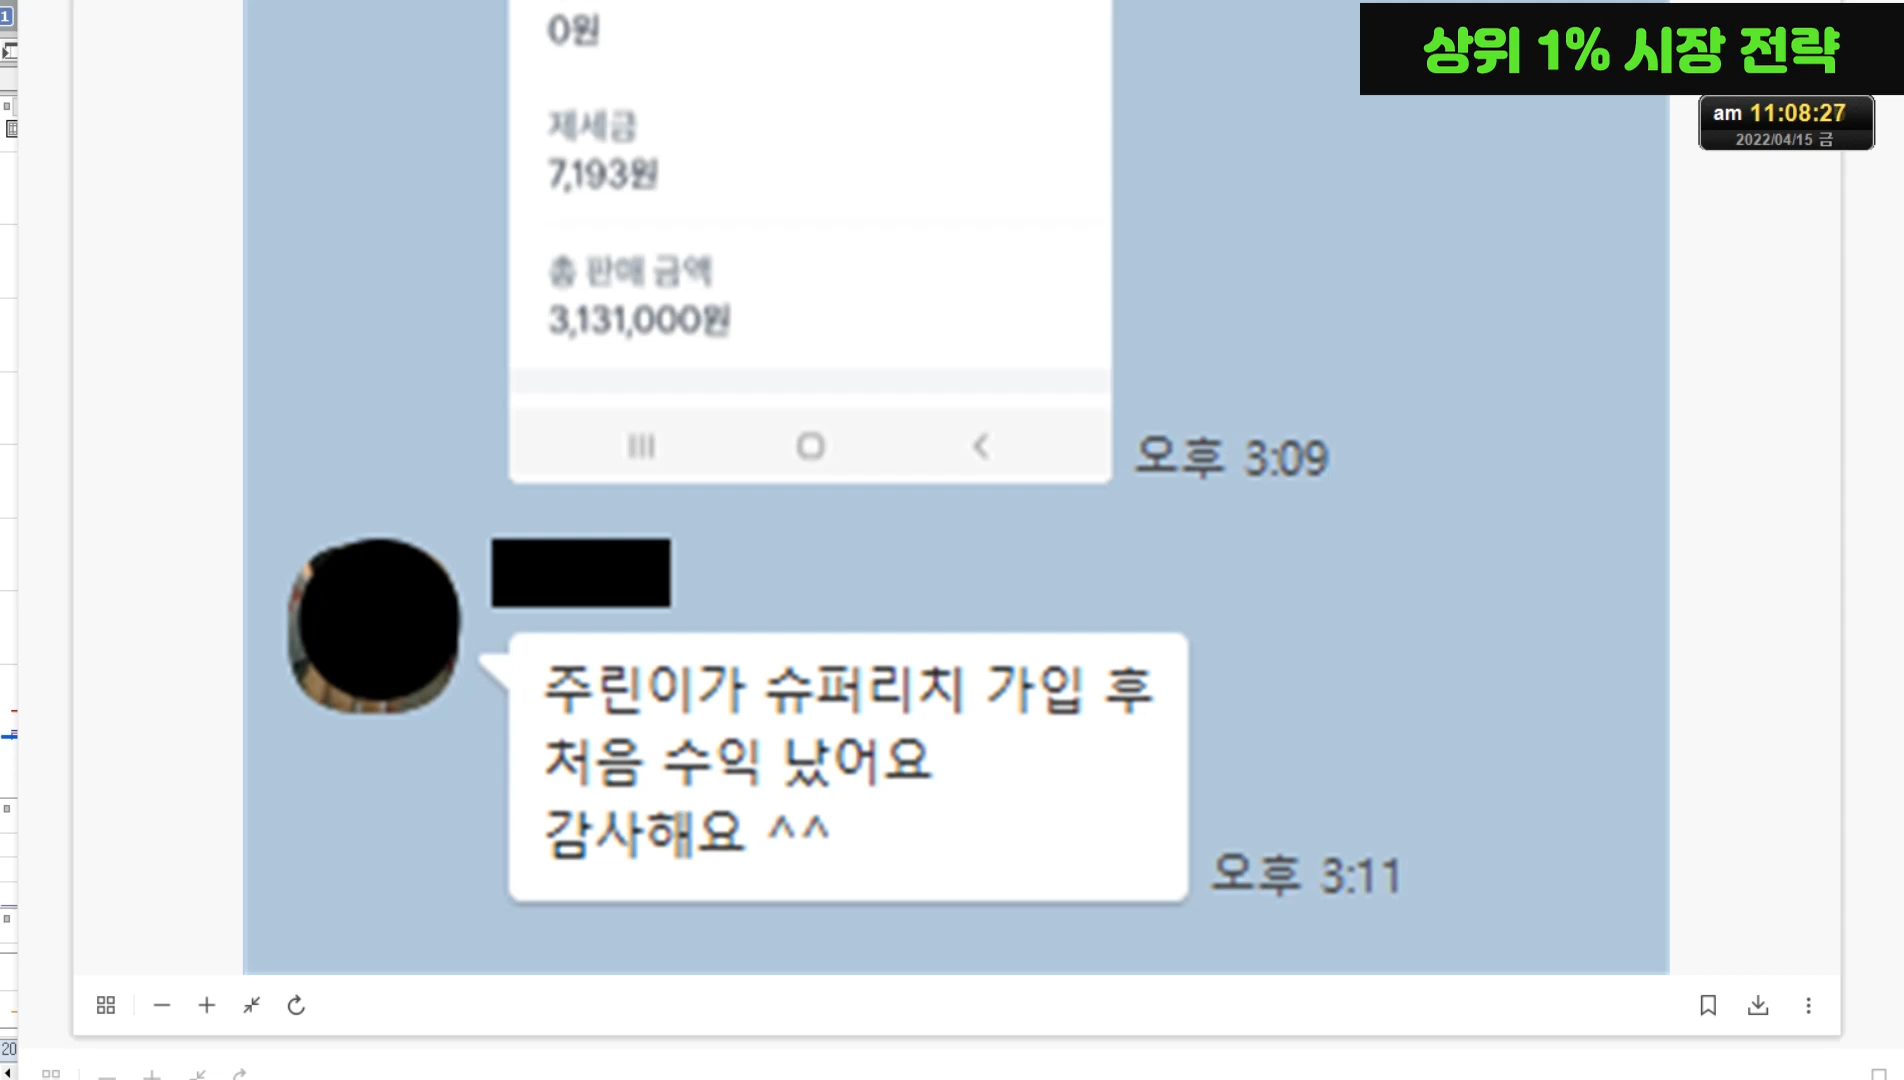 상위 1% 시장 전략
am 11:08:27
2022/04/15 금
0원
제세금
7,193원
총 판매 금액
3,131,000원
오후 3:09
주린이가 슈퍼리치 가입 후
처음 수익 났어요
감사해요 ^^
오후 3:11
1
20